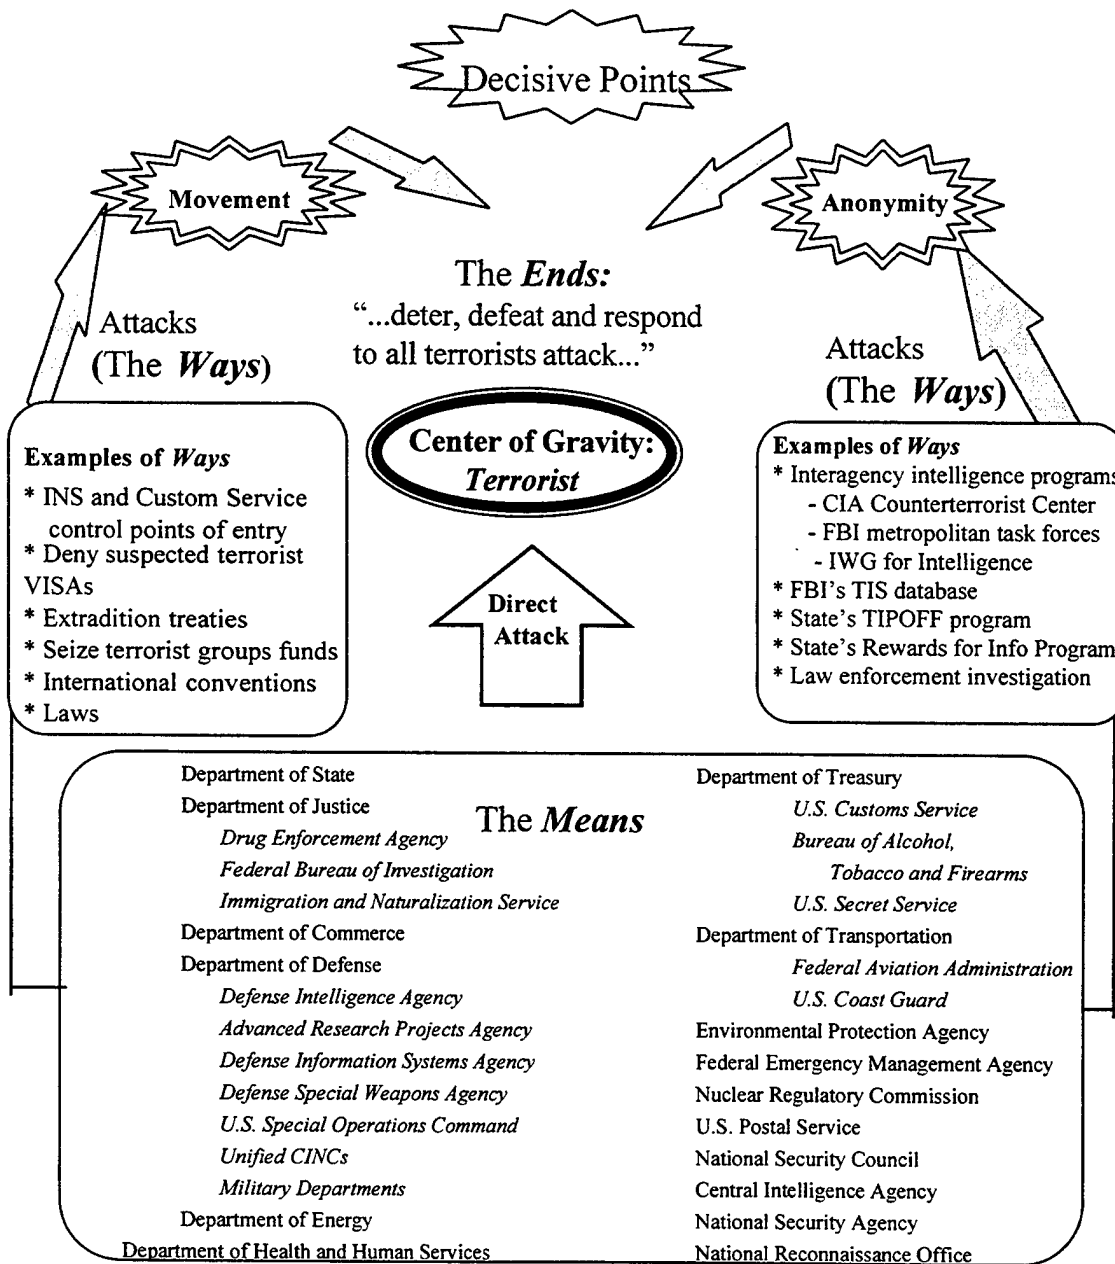 Decisive Points
Movement
Anonymity
The Ends:
“...deter, defeat and respond
to all terrorists attack...”
Attacks
(The Ways)
Attacks
(The Ways)
Center of Gravity:
Terrorist
Examples of Ways
* INS and Custom Service
control points of entry
* Deny suspected terrorist
VISAs
* Extradition treaties
* Seize terrorist groups funds
* International conventions
* Laws
Examples of Ways
* Interagency intelligence programs
- CIA Counterterrorist Center
- FBI metropolitan task forces
- IWG for Intelligence
* FBI’s TIS database
* State’s TIPOFF program
* State’s Rewards for Info Program
* Law enforcement investigation
Direct
Attack
The Means
Department of State
Department of Justice
Drug Enforcement Agency
Federal Bureau of Investigation
Immigration and Naturalization Service
Department of Commerce
Department of Defense
Defense Intelligence Agency
Advanced Research Projects Agency
Defense Information Systems Agency
Defense Special Weapons Agency
U.S. Special Operations Command
Unified CINCs
Military Departments
Department of Energy
Department of Health and Human Services
Department of Treasury
U.S. Customs Service
Bureau of Alcohol,
Tobacco and Firearms
U.S. Secret Service
Department of Transportation
Federal Aviation Administration
U.S. Coast Guard
Environmental Protection Agency
Federal Emergency Management Agency
Nuclear Regulatory Commission
U.S. Postal Service
National Security Council
Central Intelligence Agency
National Security Agency
National Reconnaissance Office